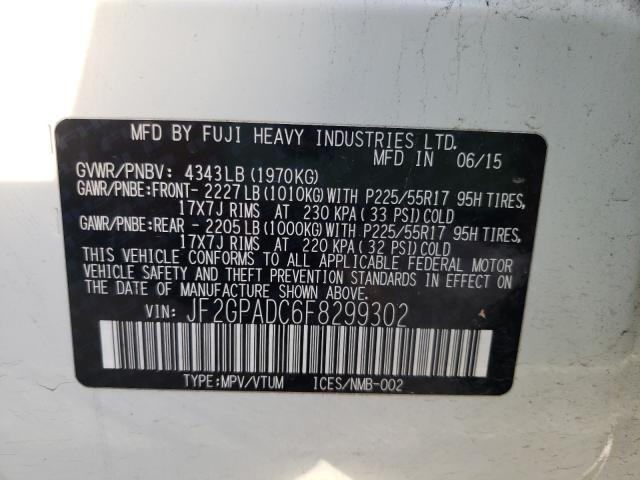 MFD BY FUJI HEAVY INDUSTRIES LTD.
MFD IN 06/15
GVWR/PNBV: 4343LB (1970KG)
GAWR/PNBE:FRONT- 2227LB(1010KG)WITH P225/55R17 95H TIRES,
17X7J RIMS AT 230 KPA (33 PSI)COLD
GAWR/PNBE:REAR - 2205LB(1000KG)WITH P225/55R17 95H TIRES,
17X7J RIMS AT 220 KPA (32 PSI) COLD
THIS VEHICLE CONFORMS TO ALL APPLICABLE FEDERAL MOTOR
VEHICLE SAFETY AND THEFT PREVENTION STANDARDS IN EFFECT ON
THE DATE OF MANUFACTURE SHOWN ABOVE.
VIN: JF2GPADC6F8299302
TYPE:MPV/VTUM ICES/NMB-002